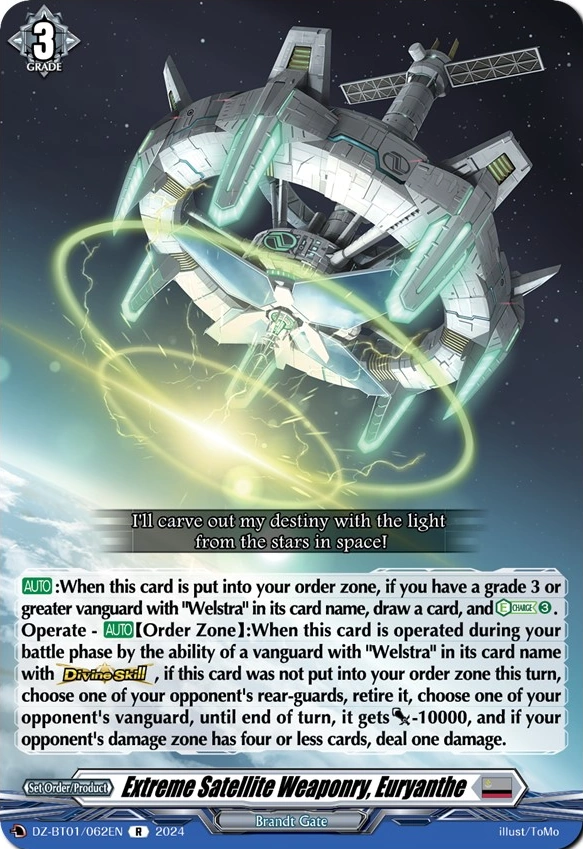 3
GRADE
I'll carve out my destiny with the light
from the stars in space!
AUTO :When this card is put into your order zone, if you have a grade 3 or
greater vanguard with "Welstra" in its card name, draw a card, and E CHARGE 3 .
Operate - AUTO【Order Zone】:When this card is operated during your
battle phase by the ability of a vanguard with "Welstra" in its card name
with Divine Skill , if this card was not put into your order zone this turn,
choose one of your opponent's rear-guards, retire it, choose one of your
opponent's vanguard, until end of turn, it gets -10000, and if your
opponent's damage zone has four or less cards, deal one damage.
Set Order/Product
Extreme Satellite Weaponry, Euryanthe
Brandt Gate
DZ-BT01/062EN R 2024
illust/ToMo